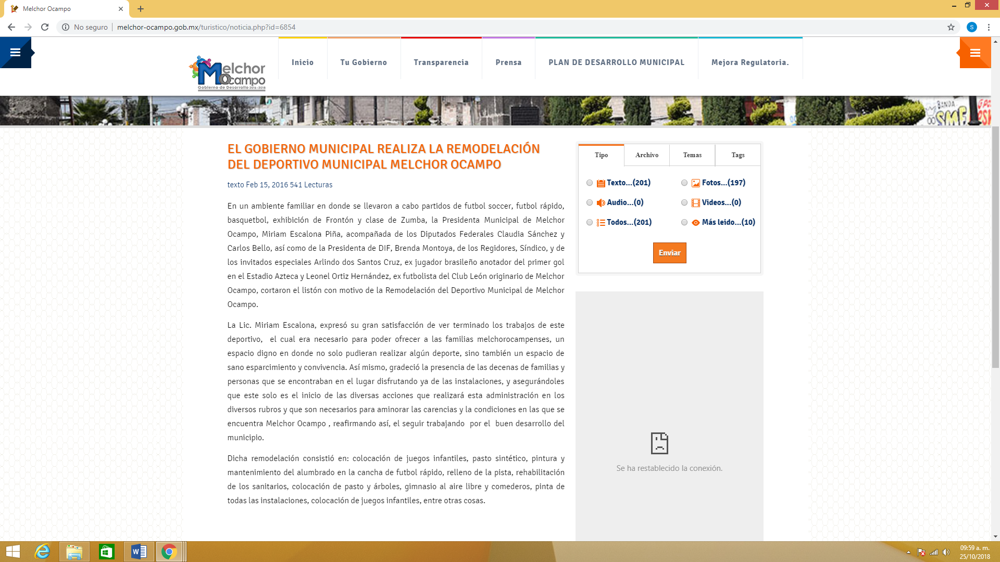 Melchor Ocampo
No seguro
melchor-ocampo.gob.mx/turistico/noticia.php?id=6854
S
Melchor
Ocampo
Gobierno de Desarrollo 2016-2018
Inicio
Tu Gobierno
Transparencia
Prensa
PLAN DE DESARROLLO MUNICIPAL
Mejora Regulatoria.
BANDA
SMF
EL GOBIERNO MUNICIPAL REALIZA LA REMODELACIÓN
DEL DEPORTIVO MUNICIPAL MELCHOR OCAMPO
texto Feb 15, 2016 541 Lecturas
En un ambiente familiar en donde se llevaron a cabo partidos de futbol soccer, futbol rápido,
basquetbol, exhibición de Frontón y clase de Zumba, la Presidenta Municipal de Melchor
Ocampo, Miriam Escalona Piña, acompañada de los Diputados Federales Claudia Sánchez y
Carlos Bello, así como de la Presidenta de DIF, Brenda Montoya, de los Regidores, Síndico, y de
los invitados especiales Arlindo dos Santos Cruz, ex jugador brasileño anotador del primer gol
en el Estadio Azteca y Leonel Ortiz Hernández, ex futbolista del Club León originario de Melchor
Ocampo, cortaron el listón con motivo de la Remodelación del Deportivo Municipal de Melchor
Ocampo.
La Lic. Miriam Escalona, expresó su gran satisfacción de ver terminado los trabajos de este
deportivo, el cual era necesario para poder ofrecer a las familias melchorocampenses, un
espacio digno en donde no solo pudieran realizar algún deporte, sino también un espacio de
sano esparcimiento y convivencia. Así mismo, gradeció la presencia de las decenas de familias y
personas que se encontraban en el lugar disfrutando ya de las instalaciones, y asegurándoles
que este solo es el inicio de las diversas acciones que realizará esta administración en los
diversos rubros y que son necesarios para aminorar las carencias y la condiciones en las que se
encuentra Melchor Ocampo , reafirmando así, el seguir trabajando por el buen desarrollo del
municipio.
Dicha remodelación consistió en: colocación de juegos infantiles, pasto sintético, pintura y
mantenimiento del alumbrado en la cancha de futbol rápido, relleno de la pista, rehabilitación
de los sanitarios, colocación de pasto y árboles, gimnasio al aire libre y comederos, pinta de
todas las instalaciones, colocación de juegos infantiles, entre otras cosas.
Tipo
Archivo
Temas
Tags
Texto...(201)
Fotos...(197)
Audio...(0)
Videos...(0)
Todos...(201)
Más leido...(10)
Enviar
Se ha restablecido la conexión.
09:59 a. m.
25/10/2018